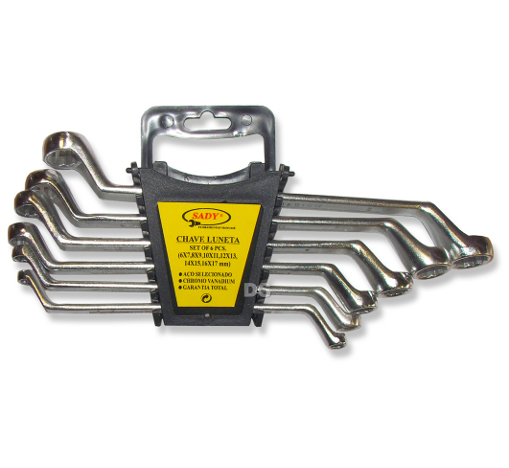 SADY®
CHAVE LUNETA
SET OF 6 PCS.
(6X7,8X9,10X11,12X13,
14X15,16X17 mm)
• AÇO SELECIONADO
• CHROMO VANADIUM
• GARANTIA TOTAL
DS